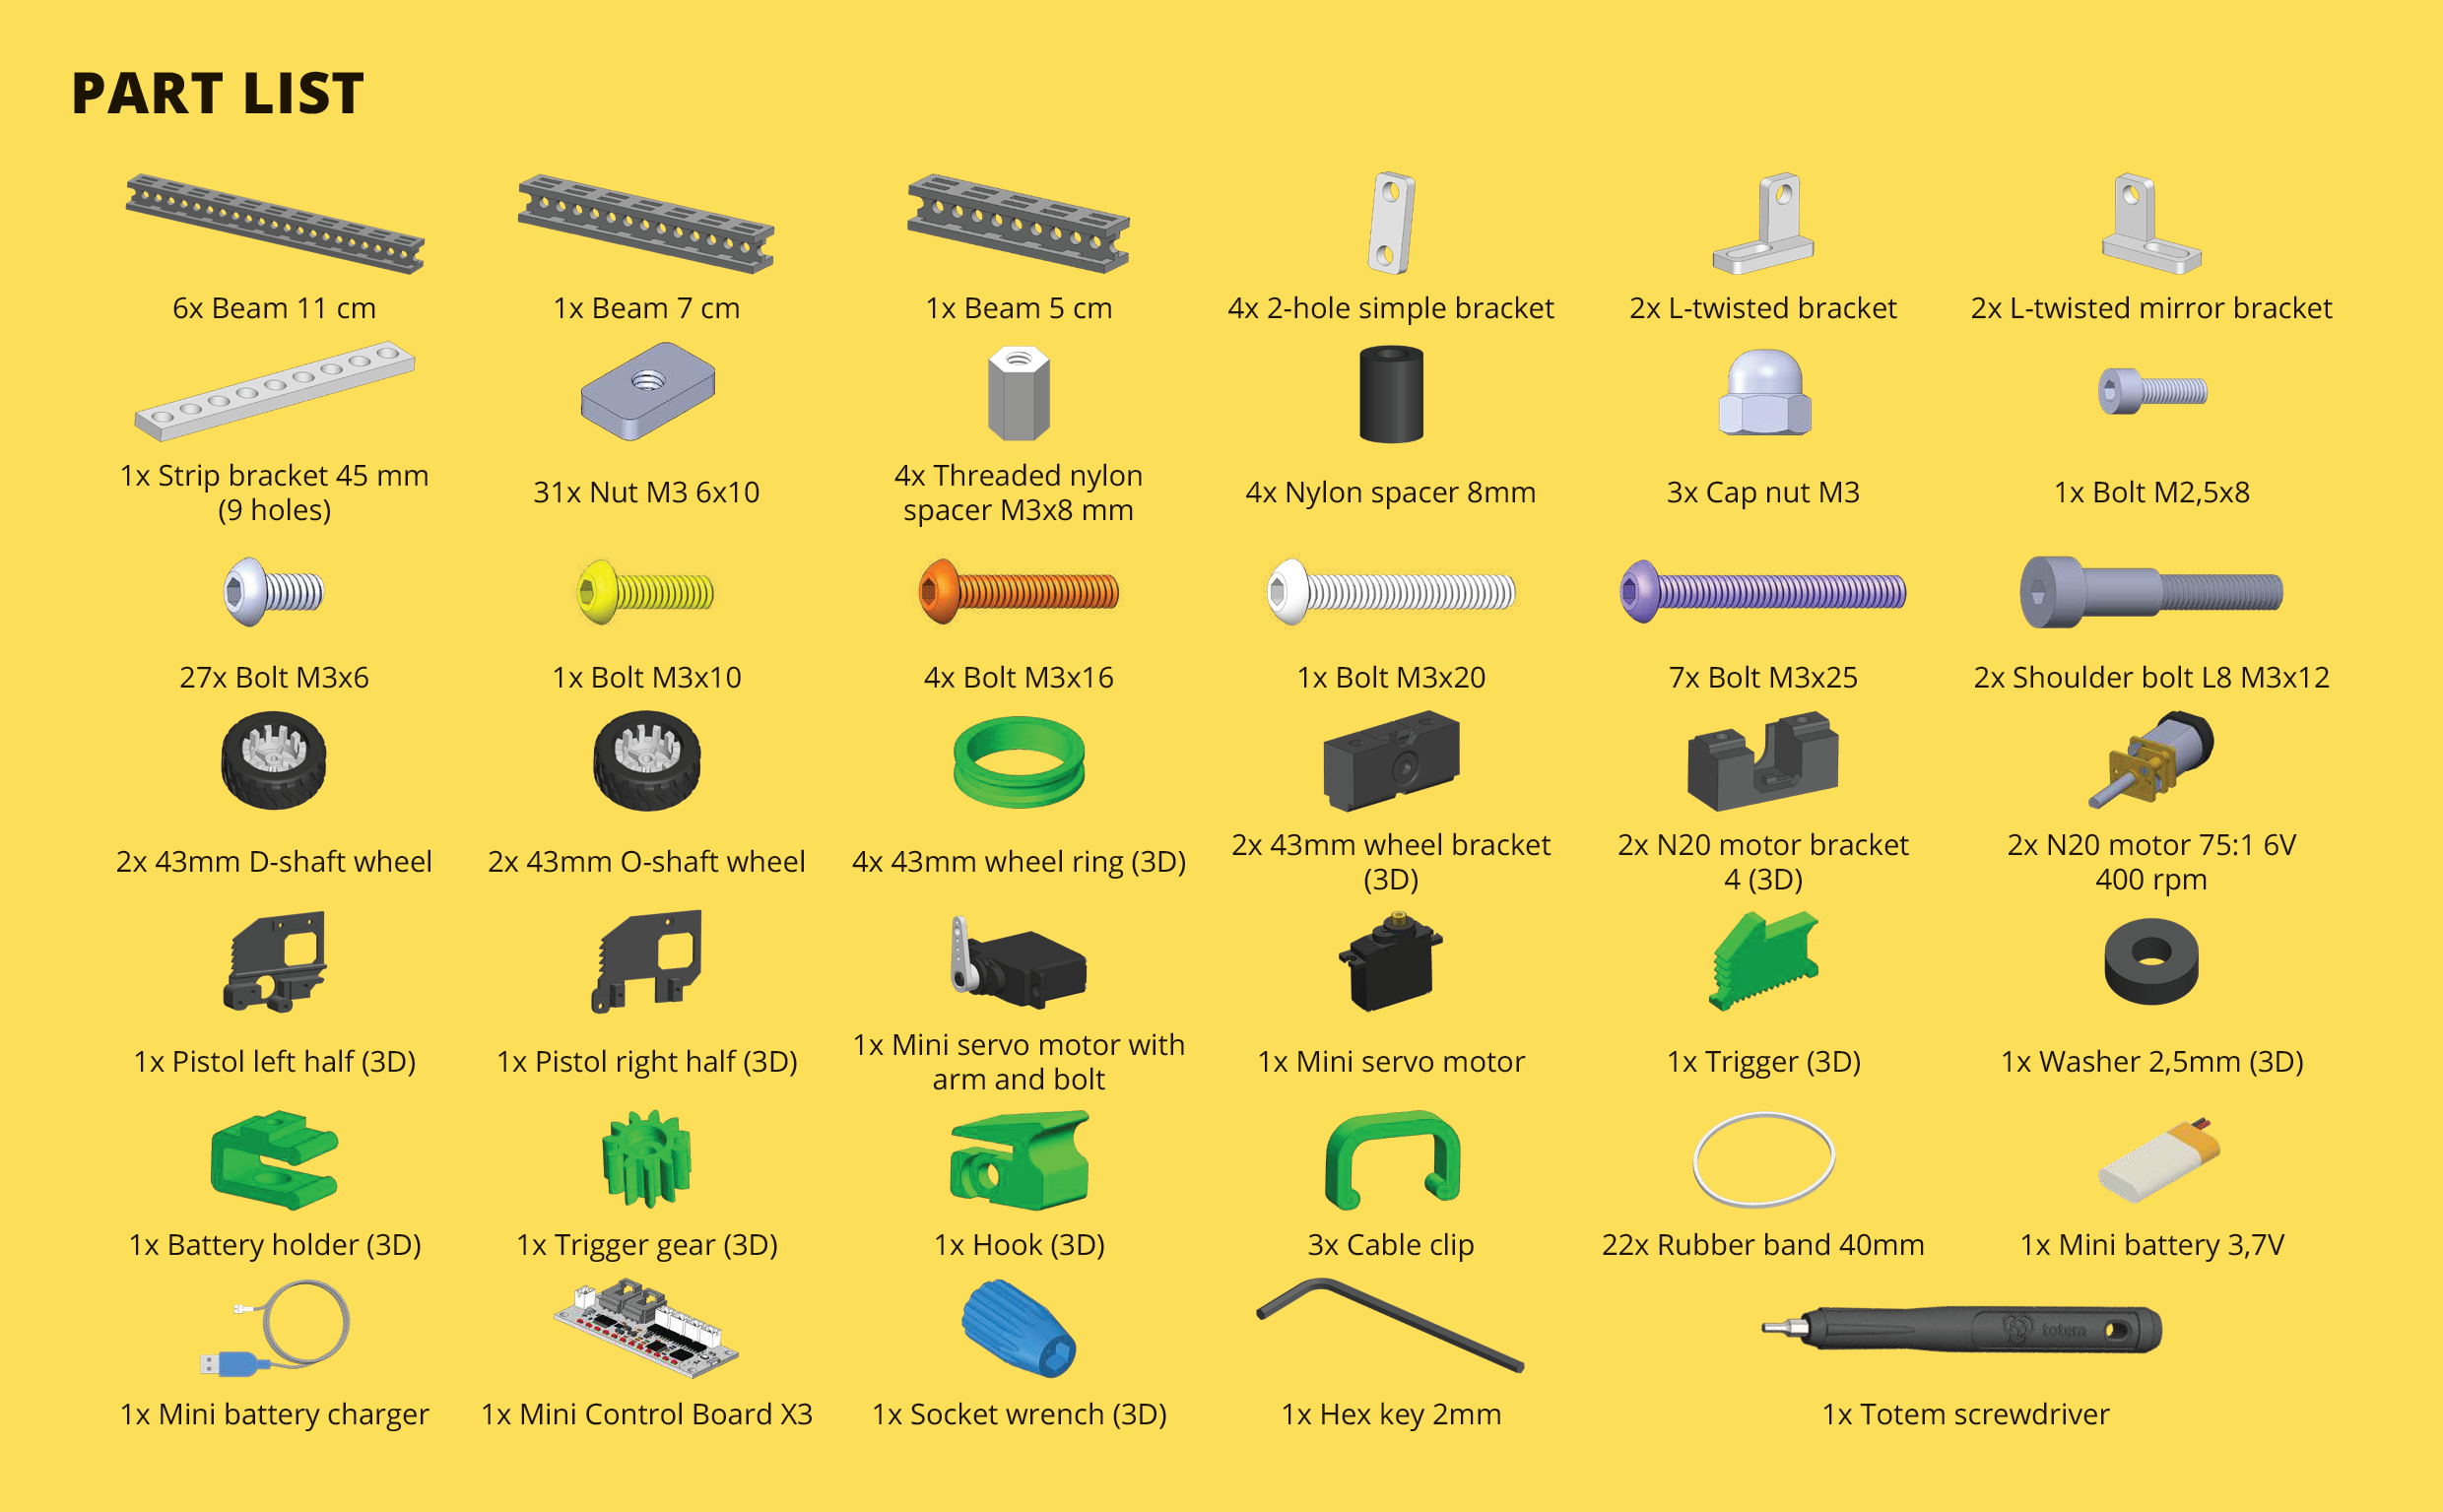 PART LIST
6x Beam 11 cm
1x Beam 7 cm
1x Beam 5 cm
4x 2-hole simple bracket
2x L-twisted bracket
2x L-twisted mirror bracket
1x Strip bracket 45 mm
(9 holes)
31x Nut M3 6x10
4x Threaded nylon
spacer M3x8 mm
4x Nylon spacer 8mm
3x Cap nut M3
1x Bolt M2,5x8
27x Bolt M3x6
1x Bolt M3x10
4x Bolt M3x16
1x Bolt M3x20
7x Bolt M3x25
2x Shoulder bolt L8 M3x12
2x 43mm D-shaft wheel
2x 43mm O-shaft wheel
4x 43mm wheel ring (3D)
2x 43mm wheel bracket
(3D)
2x N20 motor bracket
4 (3D)
2x N20 motor 75:1 6V
400 rpm
1x Pistol left half (3D)
1x Pistol right half (3D)
1x Mini servo motor with
arm and bolt
1x Mini servo motor
1x Trigger (3D)
1x Washer 2,5mm (3D)
1x Battery holder (3D)
1x Trigger gear (3D)
1x Hook (3D)
3x Cable clip
22x Rubber band 40mm
1x Mini battery 3,7V
totem
1x Mini battery charger
1x Mini Control Board X3
1x Socket wrench (3D)
1x Hex key 2mm
1x Totem screwdriver